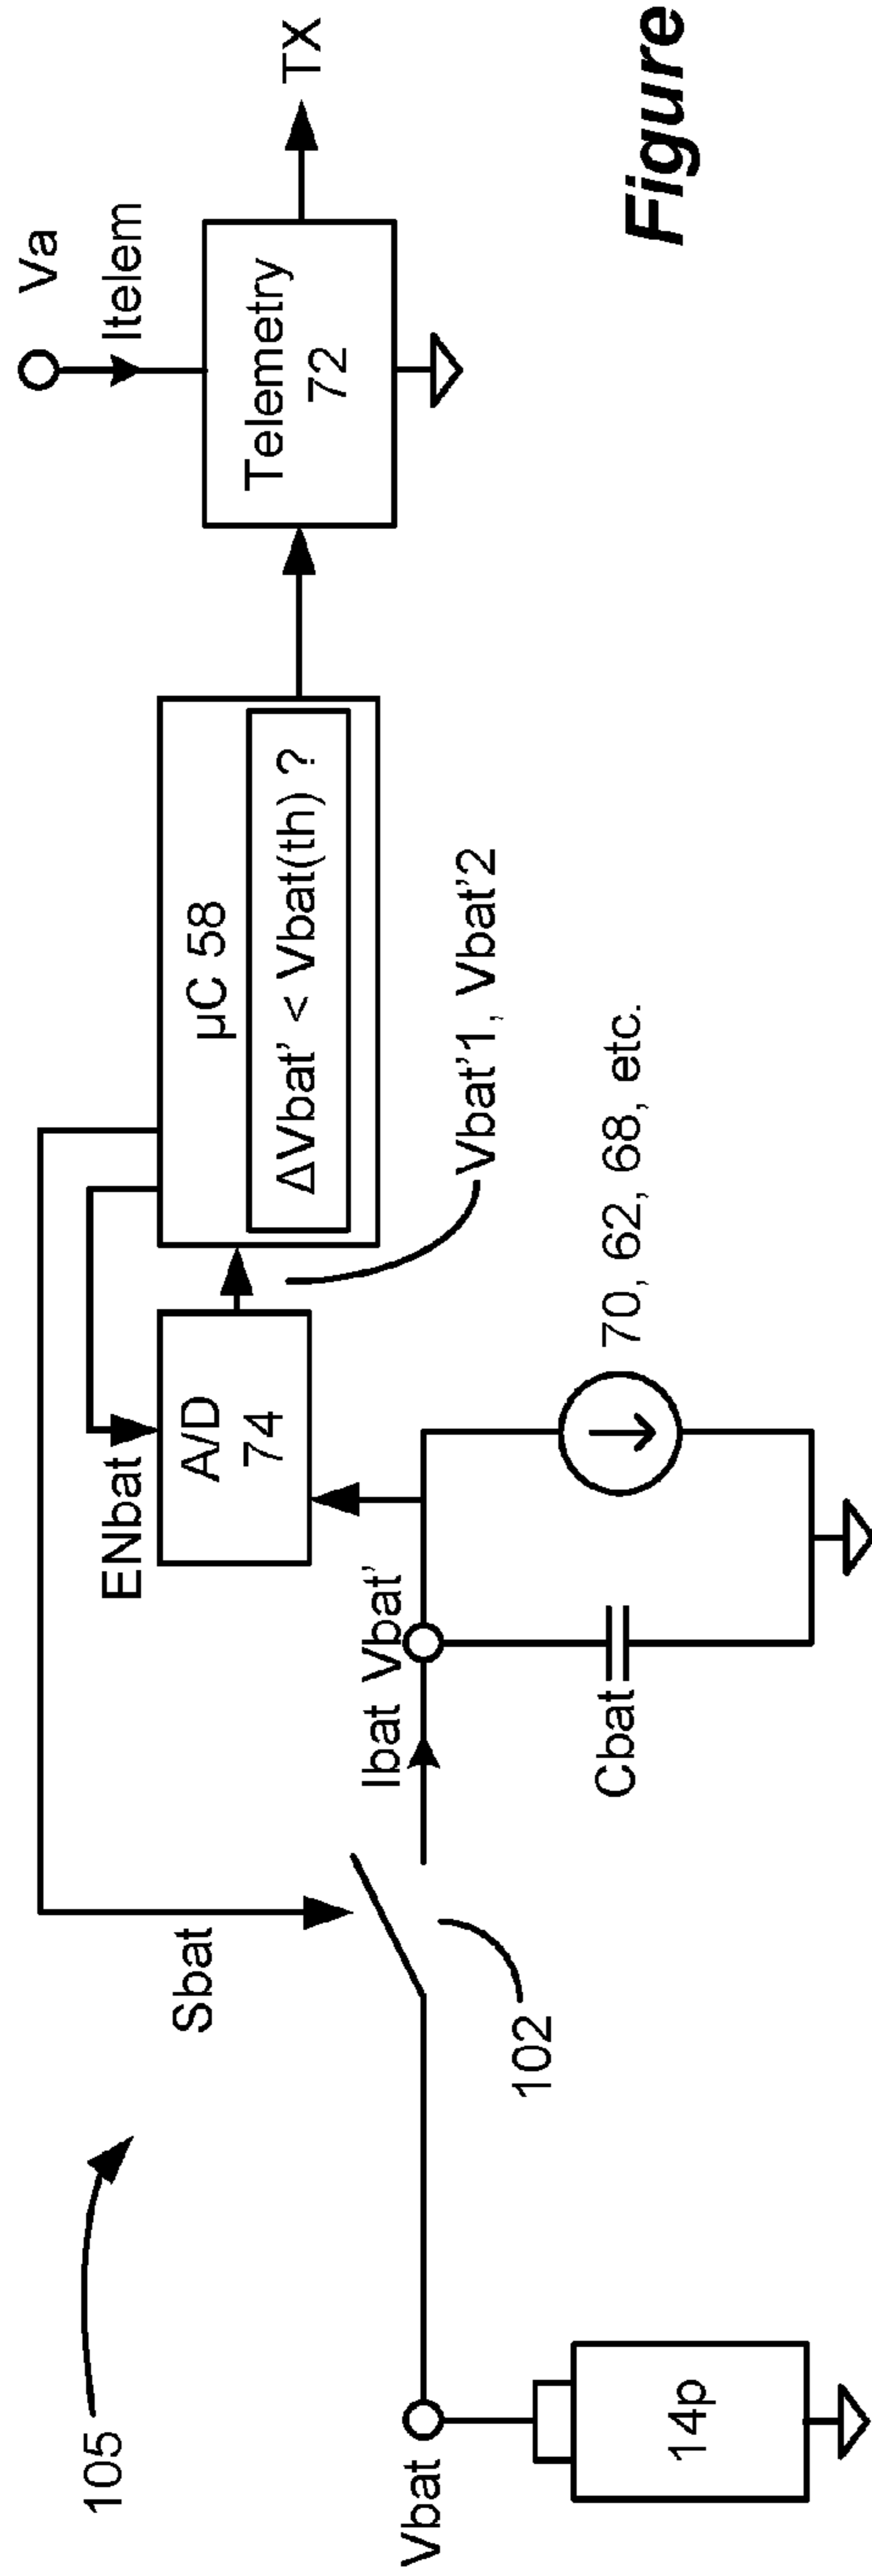 105
Vbat
14p
Sbat
102
ENbat
A/D
74
Ibat
Vbat'
Cbat
70, 62, 68, etc.
µC 58
ΔVbat' < Vbat(th) ?
Vbat'1, Vbat'2
Va
Itelem
Telemetry
72
TX
Figure